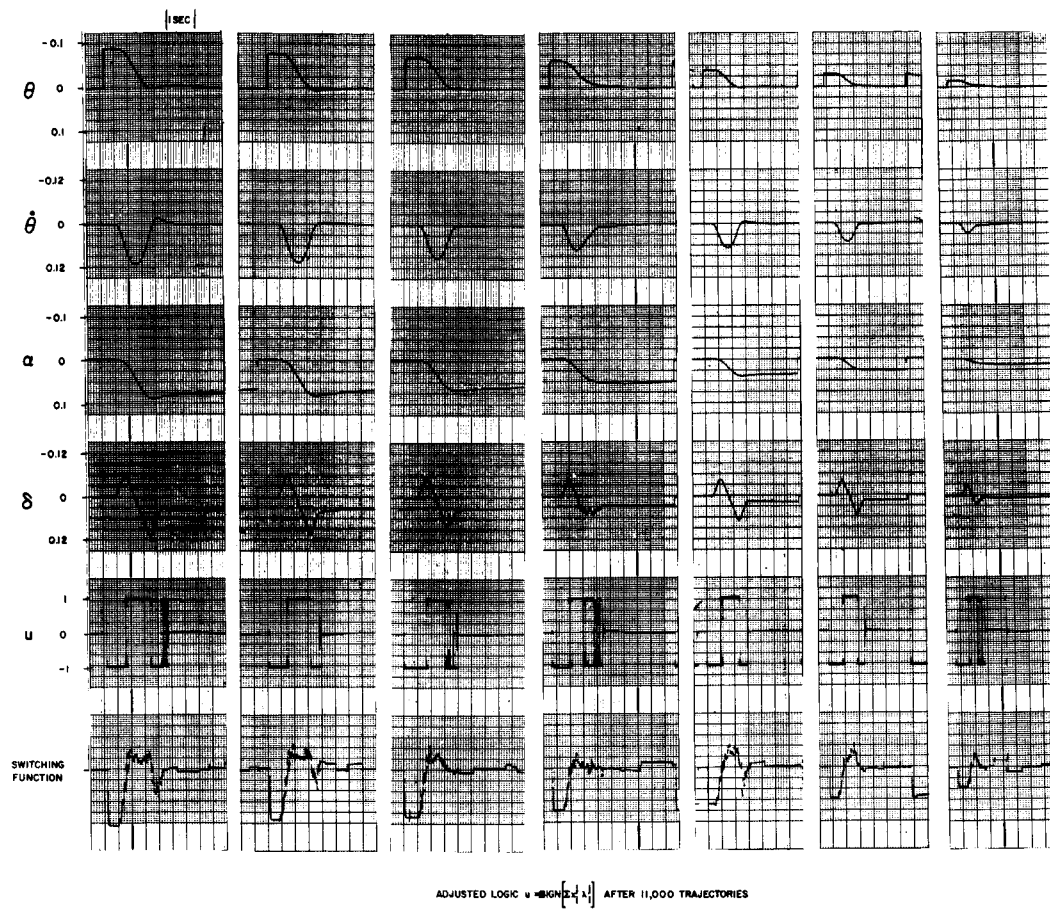 1 SEC
-0.1
θ 0
0.1
-0.12
θ̇ 0
0.12
-0.1
α 0
0.1
-0.12
δ 0
0.12
1
u 0
-1
SWITCHING
FUNCTION
ADJUSTED LOGIC u = SIGN AFTER 11,000 TRAJECTORIES